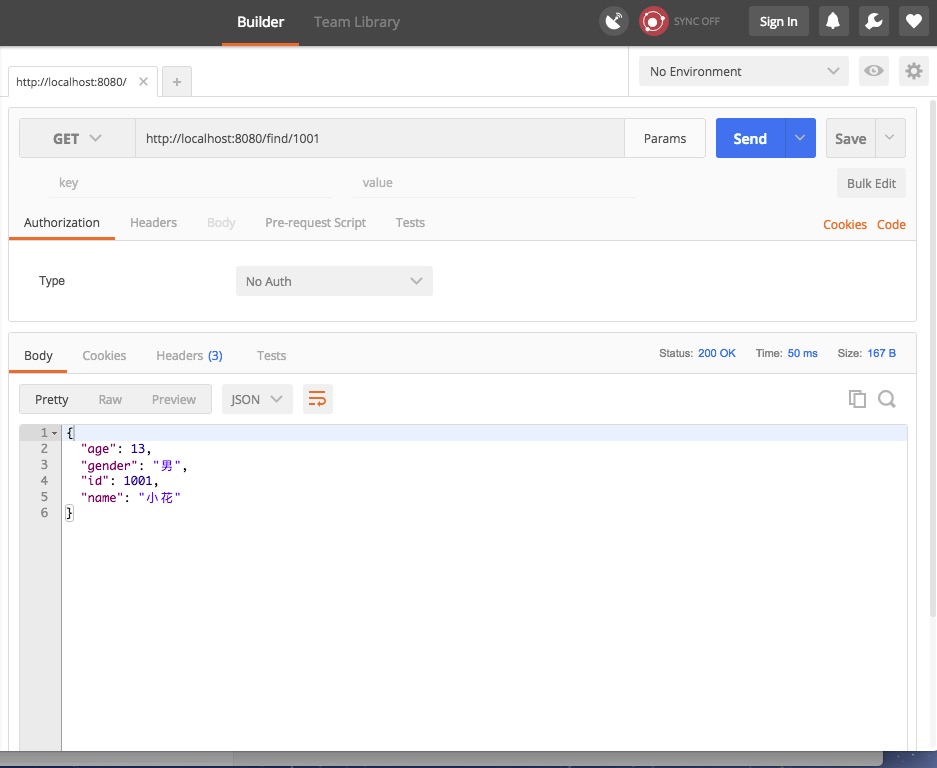 Builder Team Library SYNC OFF Sign In
http://localhost:8080/ No Environment
GET http://localhost:8080/find/1001 Params Send Save
key value Bulk Edit
Authorization Headers Body Pre-request Script Tests Cookies Code
Type No Auth
Body Cookies Headers (3) Tests Status: 200 OK Time: 50 ms Size: 167 B
Pretty Raw Preview JSON
1 {
2 "age": 13,
3 "gender": "男",
4 "id": 1001,
5 "name": "小花"
6 }